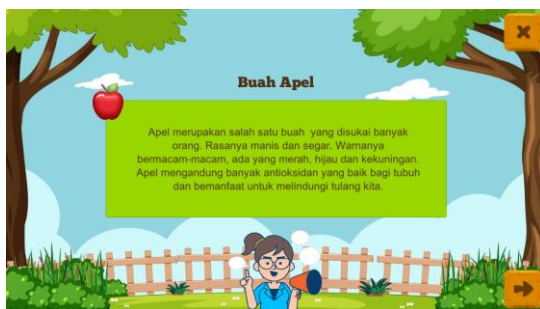 Buah Apel
Apel merupakan salah satu buah yang disukai banyak
orang. Rasanya manis dan segar. Warnanya
bermacam-macam, ada yang merah, hijau dan kekuningan.
Apel mengandung banyak antioksidan yang baik bagi tubuh
dan bemanfaat untuk melindungi tulang kita.